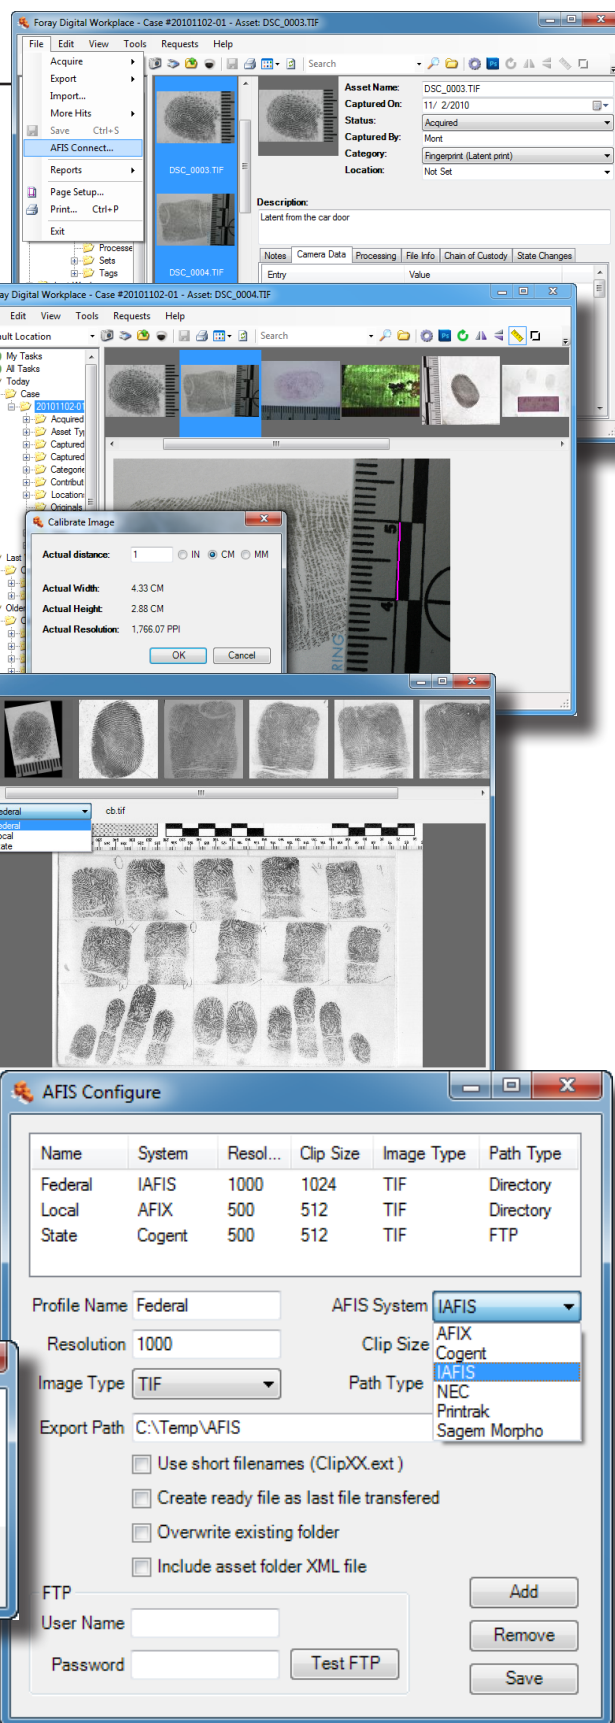 Foray Digital Workplace - Case #20101102-01 - Asset: DSC_0003.TIF
File Edit View Tools Requests Help
Acquire
Export
Import...
More Hits
Save Ctrl+S
AFIS Connect...
Reports
Page Setup...
Print... Ctrl+P
Exit
Search
DSC_0003.TIF
DSC_0004.TIF
Processe
Sets
Tags
Asset Name: DSC_0003.TIF
Captured On: 11/ 2/2010
Status: Acquired
Captured By: Mont
Category: Fingerprint (Latent print)
Location: Not Set
Description:
Latent from the car door
Notes Camera Data Processing File Info Chain of Custody State Changes
Entry Value
ay Digital Workplace - Case #20101102-01 - Asset: DSC_0004.TIF
Edit View Tools Requests Help
ult Location Search
My Tasks
All Tasks
Today
Case
20101102-01
Acquired
Asset Typ
Captured
Captured
Categorie
Contribut
Locations
Originals
Last
Older
Calibrate Image
Actual distance: 1 IN CM MM
Actual Width: 4.33 CM
Actual Height: 2.88 CM
Actual Resolution: 1,766.07 PPI
OK Cancel
5
4
RING
ederal cb.tif
ederal
ocal
tate
AFIS Configure
Name System Resol... Clip Size Image Type Path Type
Federal IAFIS 1000 1024 TIF Directory
Local AFIX 500 512 TIF Directory
State Cogent 500 512 TIF FTP
Profile Name Federal AFIS System IAFIS
Resolution 1000 Clip Size
Image Type TIF Path Type
AFIX
Cogent
IAFIS
NEC
Printrak
Sagem Morpho
Export Path C:\Temp\AFIS
Use short filenames (ClipXX.ext )
Create ready file as last file transfered
Overwrite existing folder
Include asset folder XML file
FTP
User Name
Password
Test FTP
Add
Remove
Save